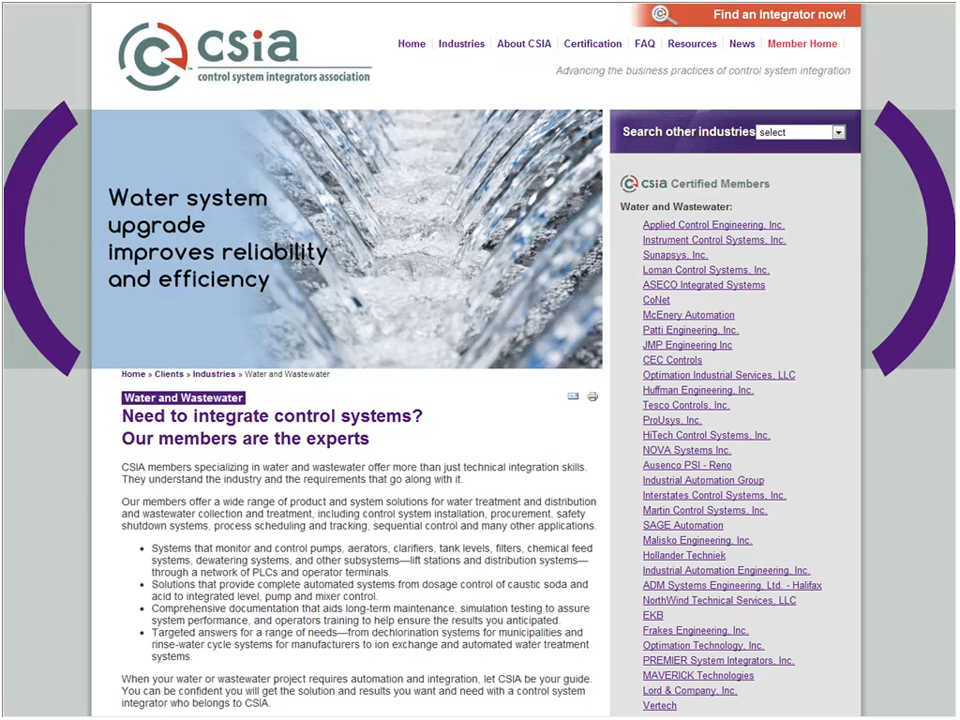 Find an Integrator now!
csia
control system integrators association
Home Industries About CSIA Certification FAQ Resources News Member Home
Advancing the business practices of control system integration
Water system
upgrade
improves reliability
and efficiency
Search other industries select
csia Certified Members
Water and Wastewater:
Applied Control Engineering, Inc.
Instrument Control Systems, Inc.
Sunapsys, Inc.
Loman Control Systems, Inc.
ASECO Integrated Systems
CoNet
McEnery Automation
Patti Engineering, Inc.
JMP Engineering Inc
CEC Controls
Optimation Industrial Services, LLC
Huffman Engineering, Inc.
Tesco Controls, Inc.
ProUsys, Inc.
HiTech Control Systems, Inc.
NOVA Systems Inc.
Ausenco PSI - Reno
Industrial Automation Group
Interstates Control Systems, Inc.
Martin Control Systems, Inc.
SAGE Automation
Malisko Engineering, Inc.
Hollander Techniek
Industrial Automation Engineering, Inc.
ADM Systems Engineering, Ltd. - Halifax
NorthWind Technical Services, LLC
EKB
Frakes Engineering, Inc.
Optimation Technology, Inc.
PREMIER System Integrators, Inc.
MAVERICK Technologies
Lord & Company, Inc.
Vertech
Home » Clients » Industries » Water and Wastewater
Water and Wastewater
Need to integrate control systems?
Our members are the experts
CSIA members specializing in water and wastewater offer more than just technical integration skills.
They understand the industry and the requirements that go along with it.
Our members offer a wide range of product and system solutions for water treatment and distribution
and wastewater collection and treatment, including control system installation, procurement, safety
shutdown systems, process scheduling and tracking, sequential control and many other applications.
• Systems that monitor and control pumps, aerators, clarifiers, tank levels, filters, chemical feed
systems, dewatering systems, and other subsystems—lift stations and distribution systems—
through a network of PLCs and operator terminals.
• Solutions that provide complete automated systems from dosage control of caustic soda and
acid to integrated level, pump and mixer control.
• Comprehensive documentation that aids long-term maintenance, simulation testing to assure
system performance, and operators training to help ensure the results you anticipated.
• Targeted answers for a range of needs—from dechlorination systems for municipalities and
rinse-water cycle systems for manufacturers to ion exchange and automated water treatment
systems.
When your water or wastewater project requires automation and integration, let CSIA be your guide.
You can be confident you will get the solution and results you want and need with a control system
integrator who belongs to CSIA.